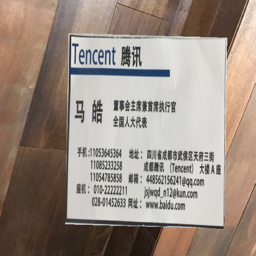 Tencent 腾讯
马 皓
董事会主席兼首席执行官
全国人大代表
手机:11053645364 地址: 四川省成都市武侯区天府三街
11085233258 成都腾讯 (Tencent) 大楼A座
11054785858 邮箱: 448562156241@qq.com
座机: 010-22222211 jsjwqd_n12@kun.com
028-01452633 网址: www.baidu.com